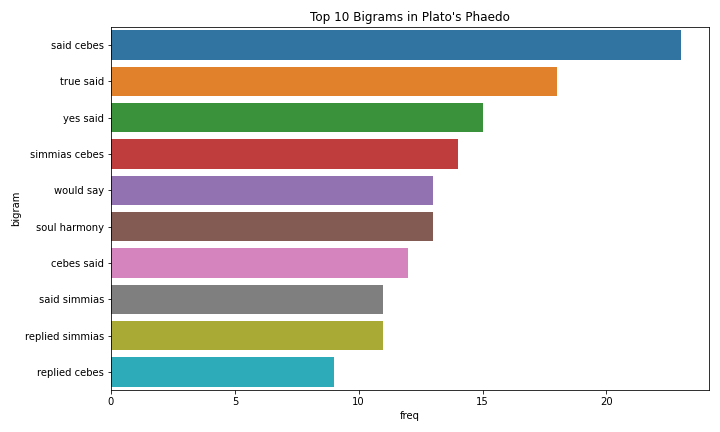 Top 10 Bigrams in Plato's Phaedo
said cebes
true said
yes said
simmias cebes
would say
soul harmony
cebes said
said simmias
replied simmias
replied cebes
bigram
0 5 10 15 20
freq